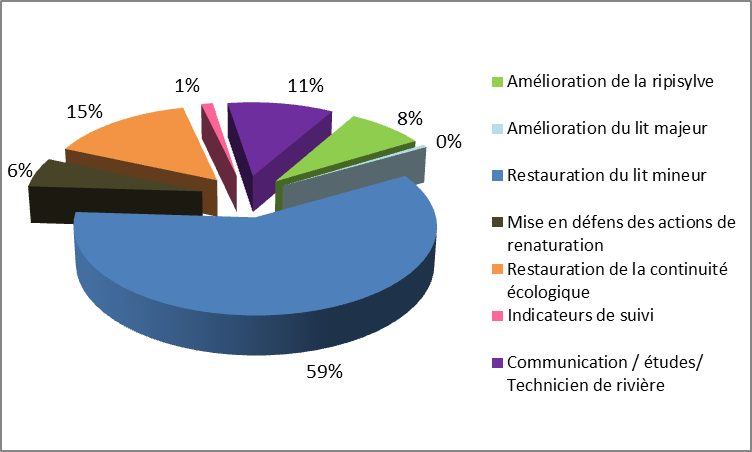 1%
11%
15%
8%
0%
6%
59%
Amélioration de la ripisylve
Amélioration du lit majeur
Restauration du lit mineur
Mise en défens des actions de
renaturation
Restauration de la continuité
écologique
Indicateurs de suivi
Communication / études/
Technicien de rivière